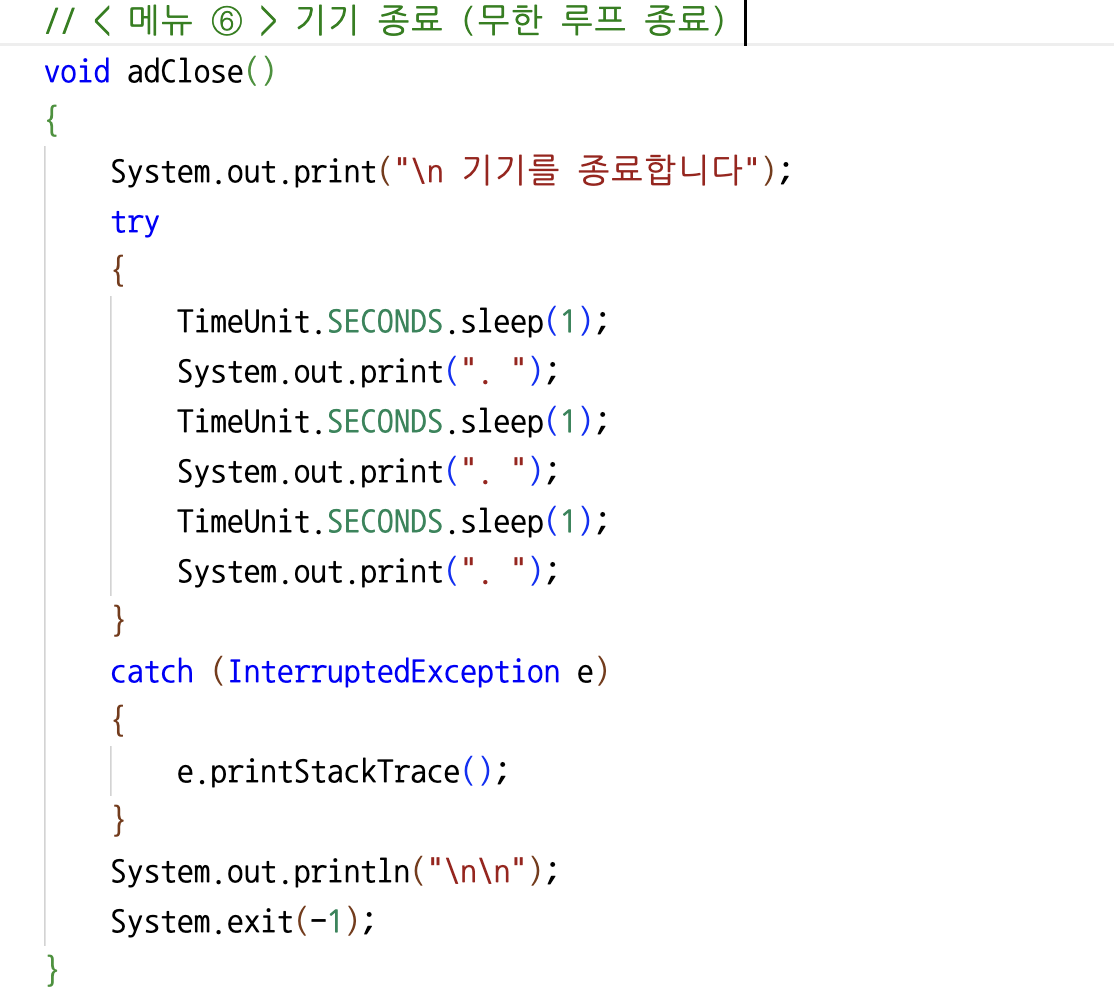 // < 메뉴 ⑥ > 기기 종료 (무한 루프 종료)
void adClose()
{
    System.out.print("\n 기기를 종료합니다");
    try
    {
        TimeUnit.SECONDS.sleep(1);
        System.out.print(". ");
        TimeUnit.SECONDS.sleep(1);
        System.out.print(". ");
        TimeUnit.SECONDS.sleep(1);
        System.out.print(". ");
    }
    catch (InterruptedException e)
    {
        e.printStackTrace();
    }
    System.out.println("\n\n");
    System.exit(-1);
}